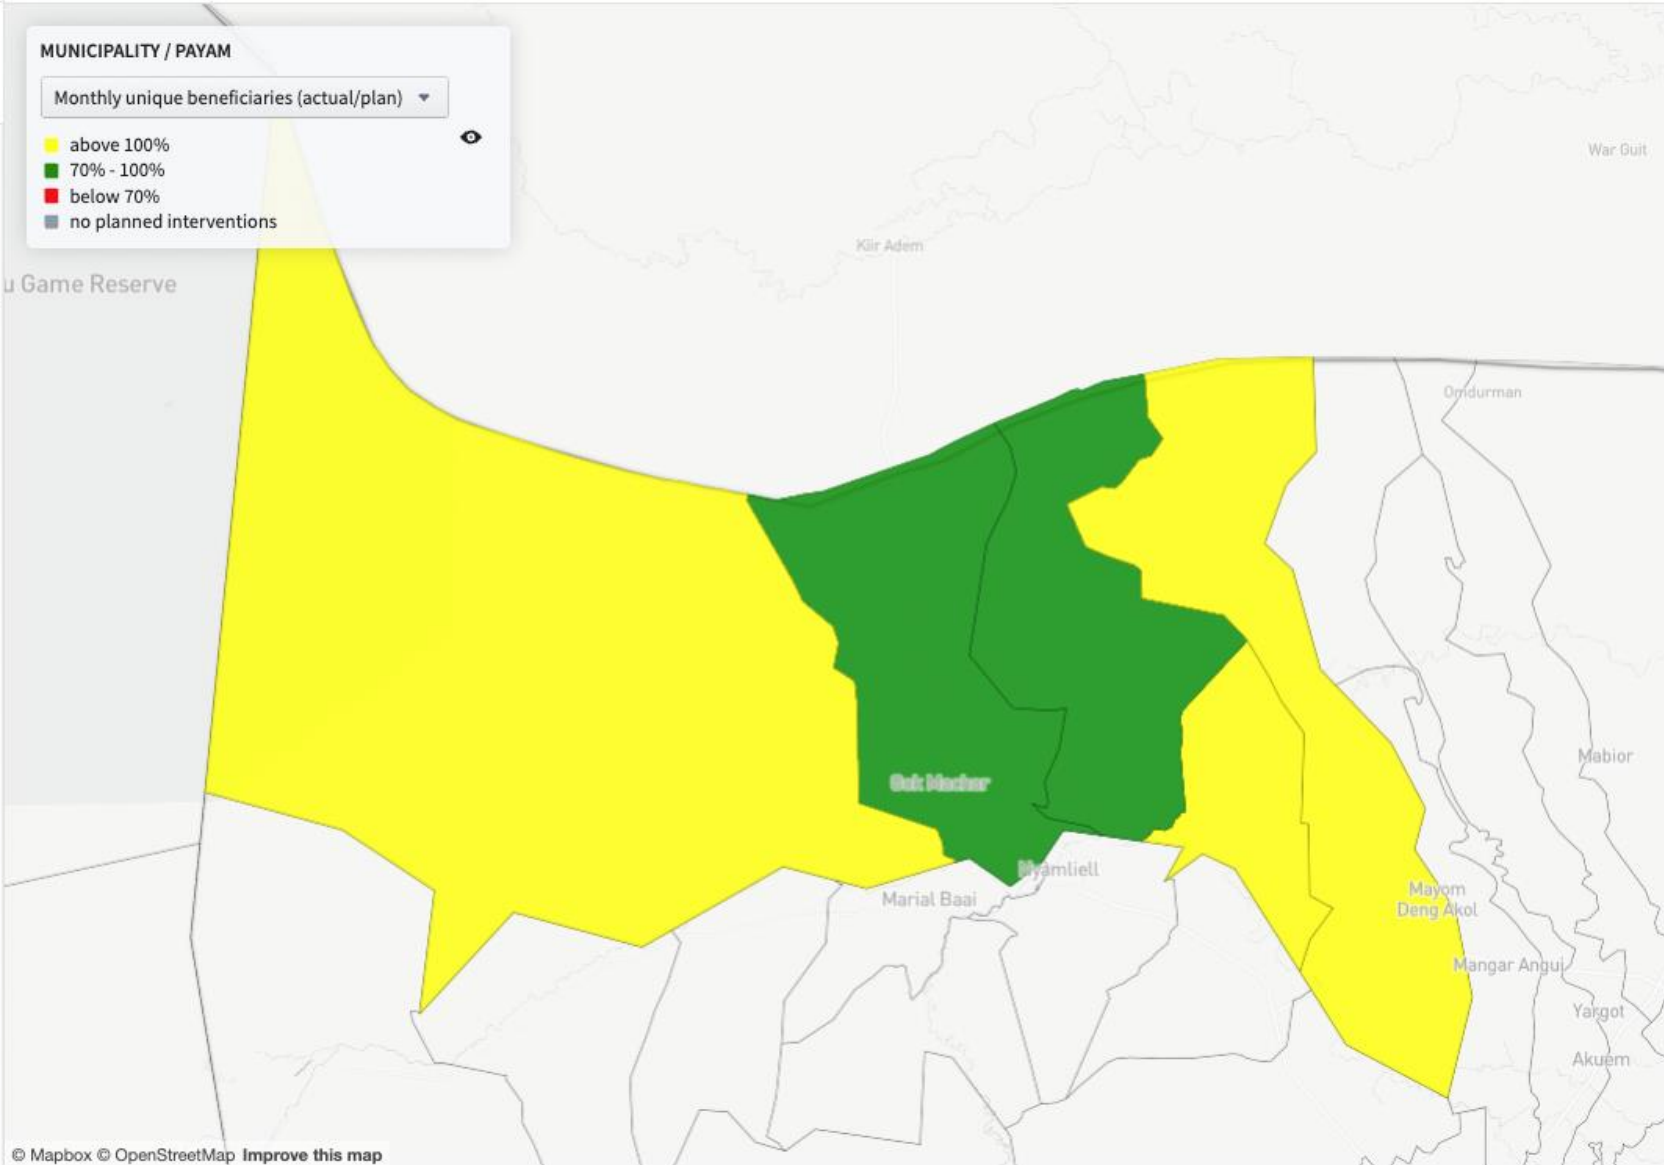 MUNICIPALITY / PAYAM
Monthly unique beneficiaries (actual/plan)
above 100%
70% - 100%
below 70%
no planned interventions
War Guit
Kiir Adem
u Game Reserve
Omdurman
Mabior
Gok Machar
Nyamliell
Marial Baai
Mayom
Deng Akol
Mangar Angui
Yargot
Akuem
© Mapbox © OpenStreetMap Improve this map